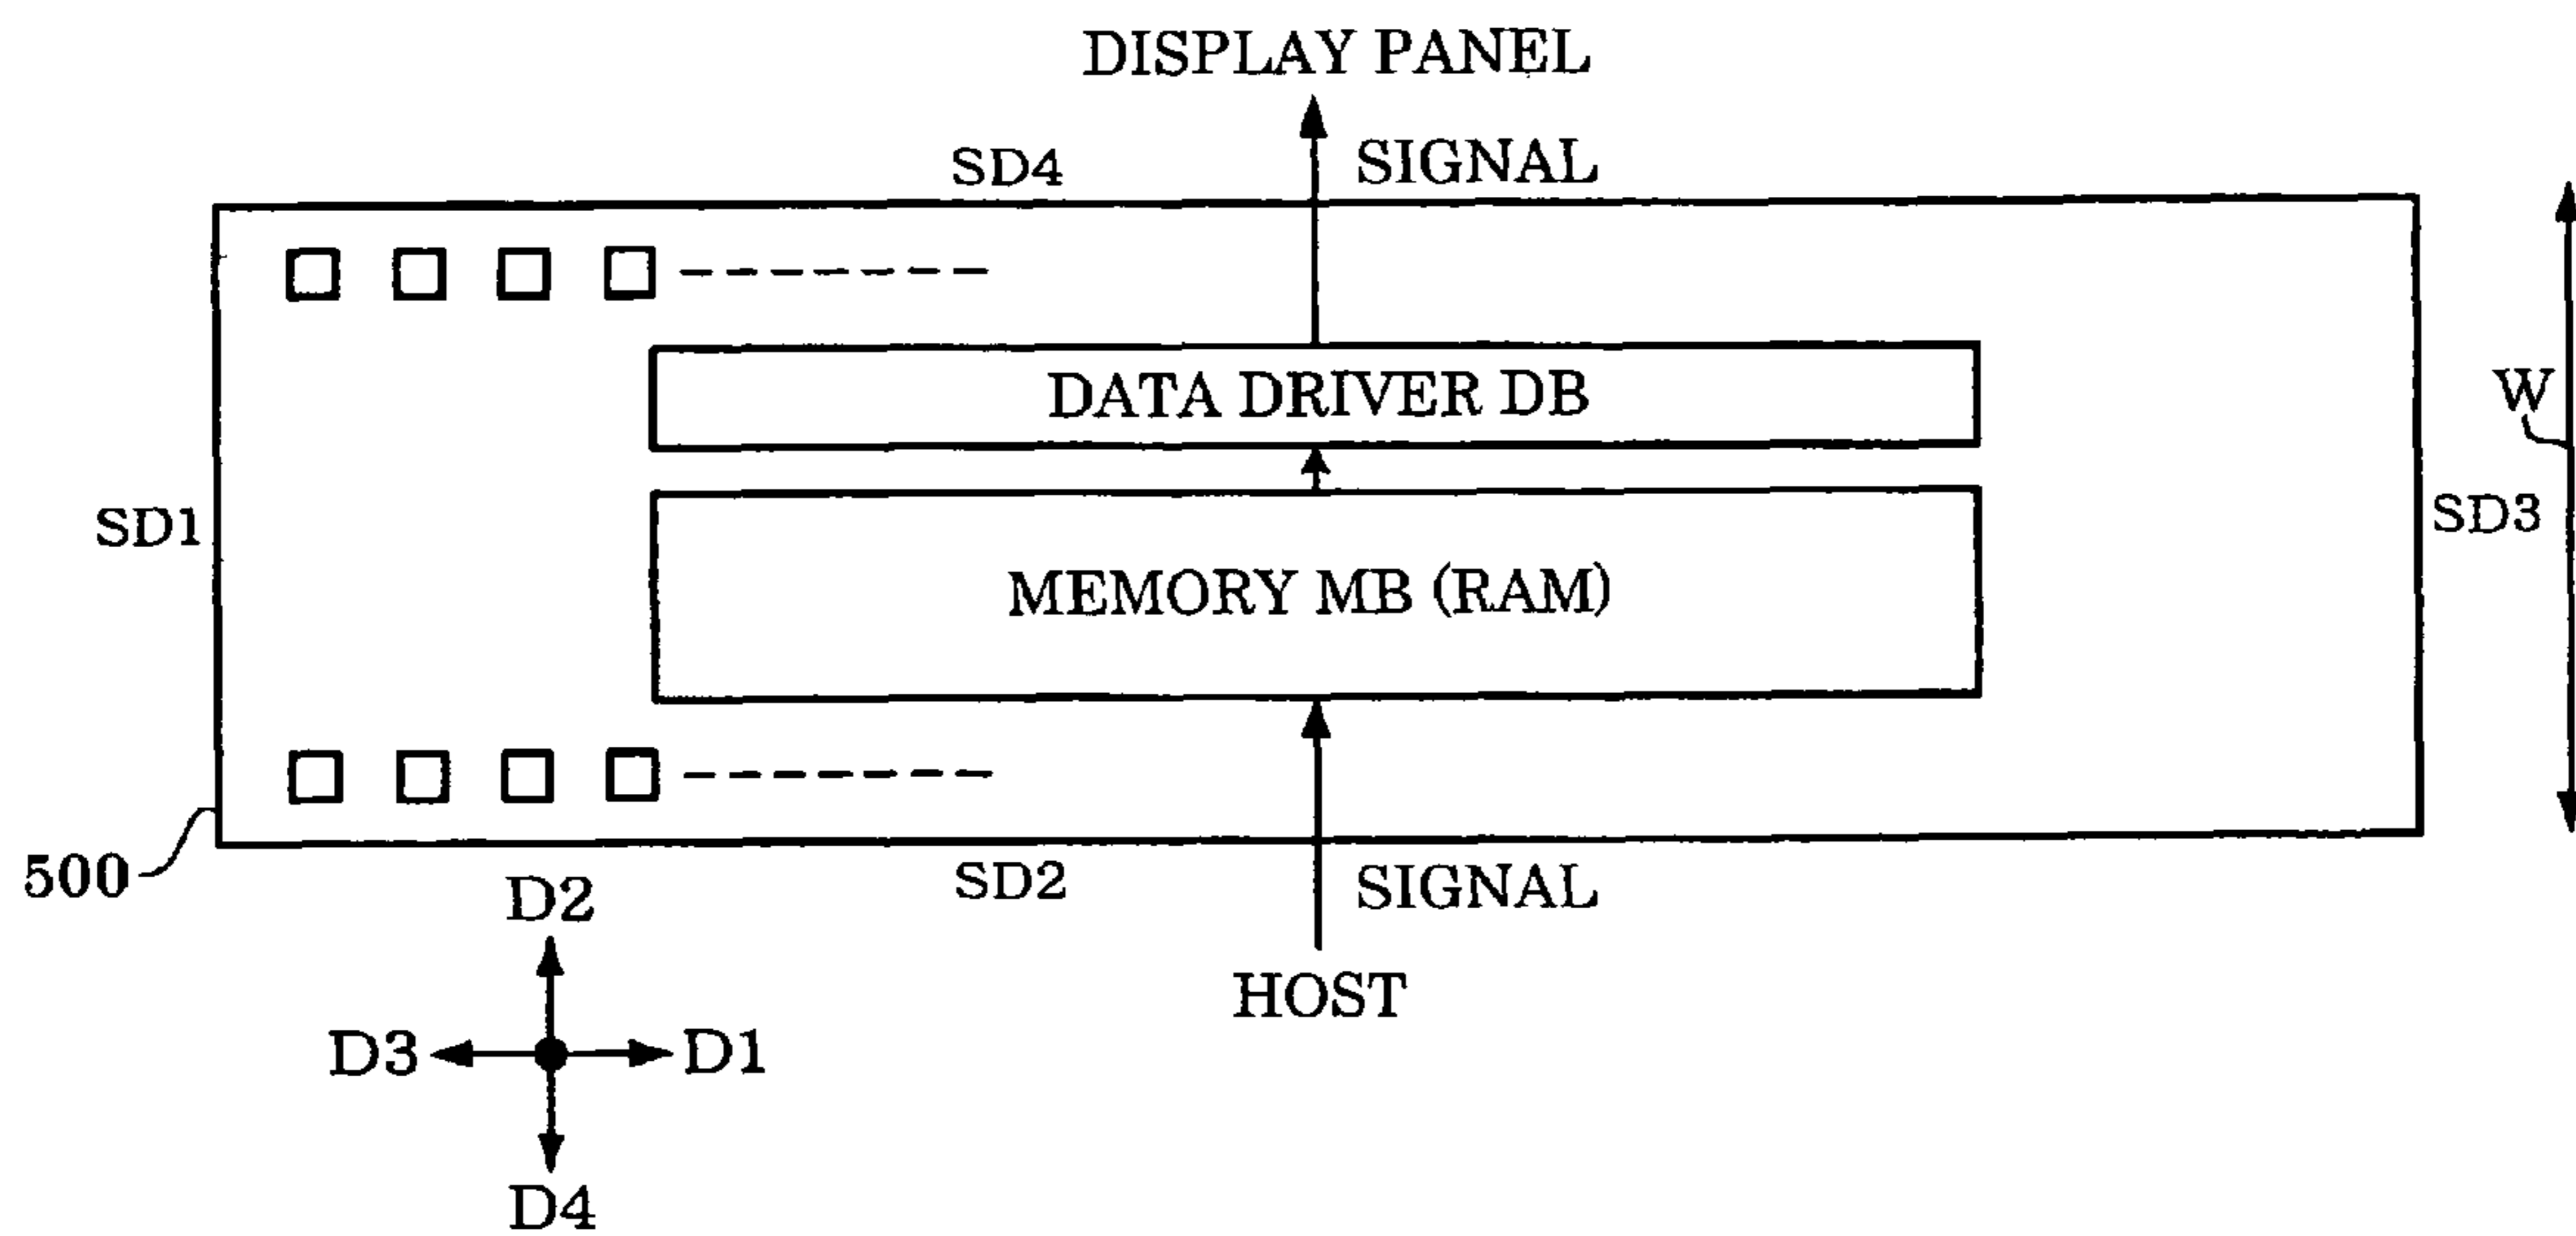 DISPLAY PANEL
SIGNAL
SD4
DATA DRIVER DB
W
SD1
SD3
MEMORY MB (RAM)
500
SD2
SIGNAL
D2
HOST
D3
D1
D4